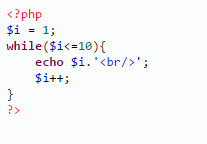 <?php
$i = 1;
while($i<=10){
    echo $i.'<br/>';
    $i++;
}
?>